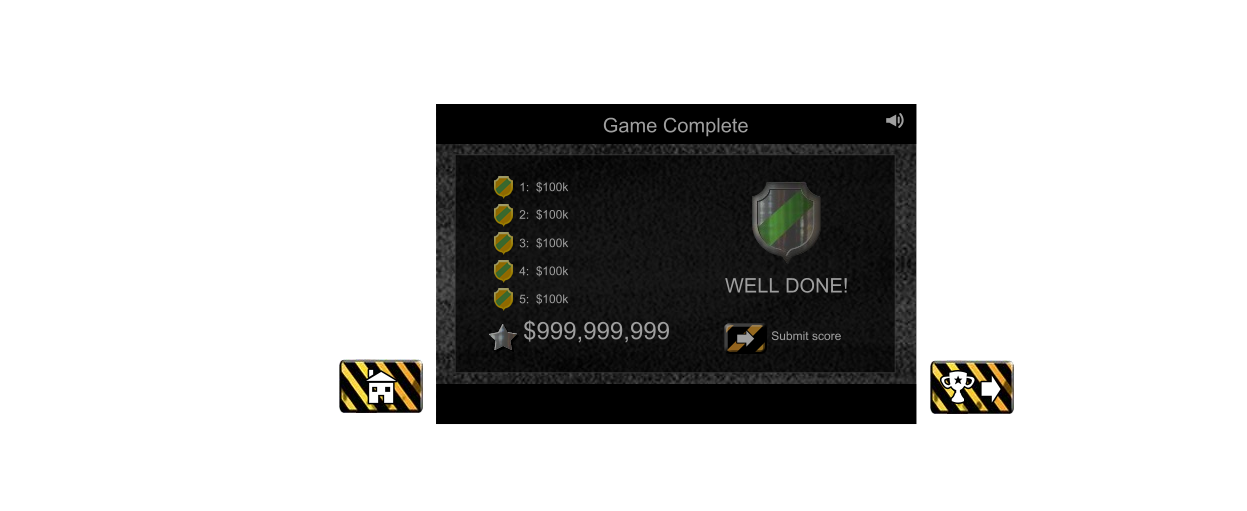 Game Complete
1: $100k
2: $100k
3: $100k
4: $100k
5: $100k
$999,999,999
WELL DONE!
Submit score